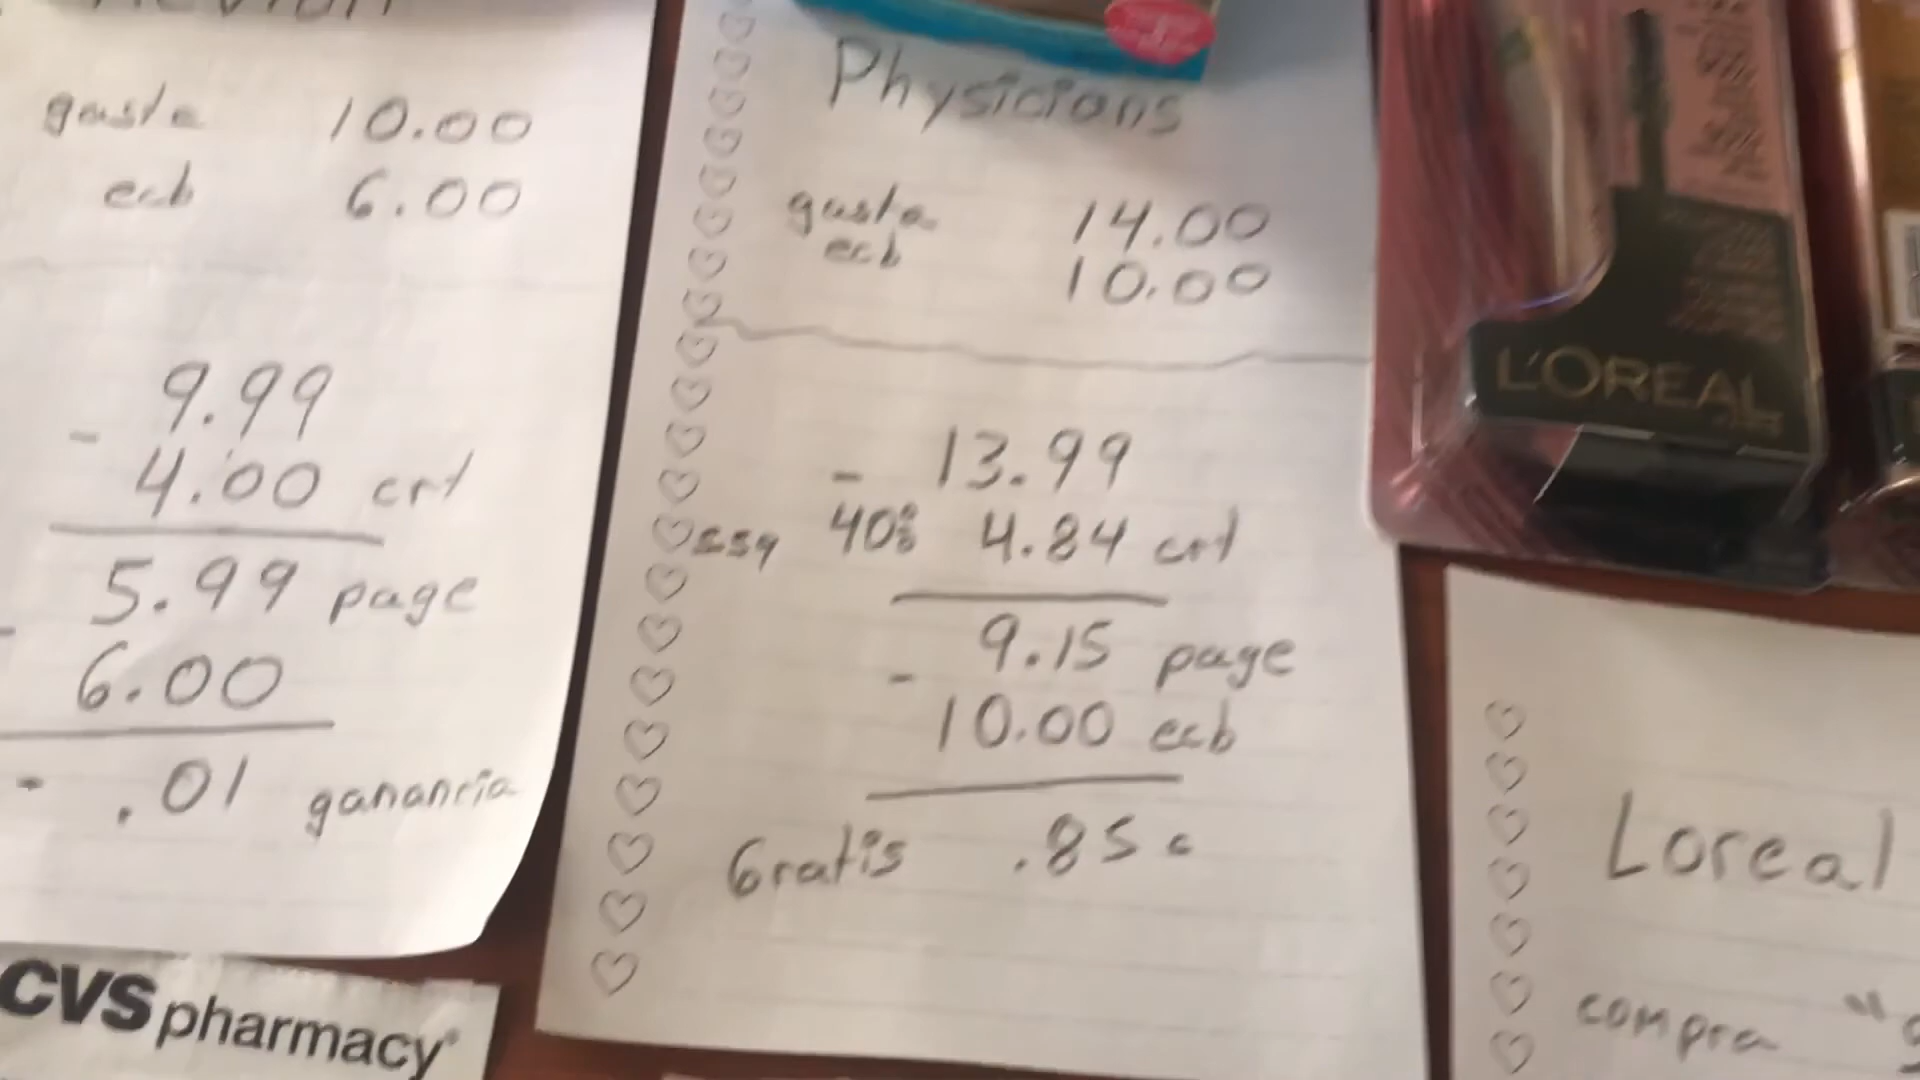 gasta 10.00
ecb 6.00
9.99
- 4.00 crt
5.99 page
- 6.00
- .01 ganancia
CVS pharmacy
Physicians
gasta 14.00
ecb 10.00
- 13.99
40% 4.84 crt
9.15 page
- 10.00 ecb
Gratis .85 c
L'OREAL
Loreal
compra